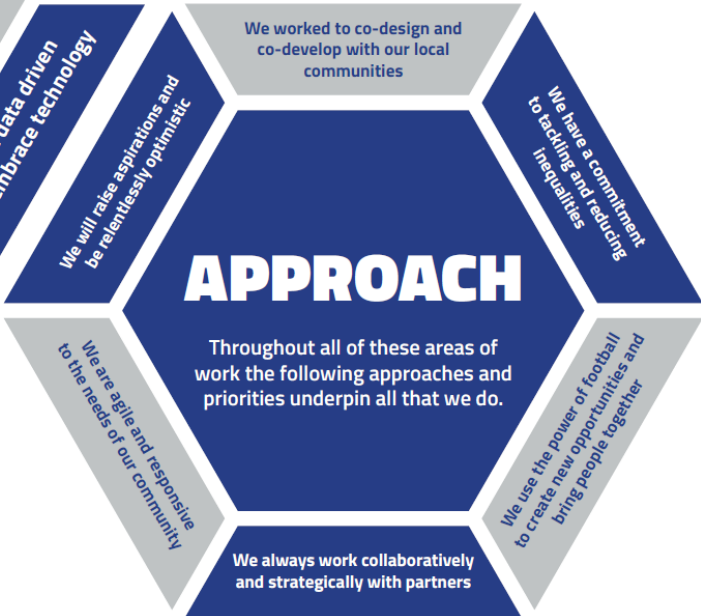 We worked to co-design and
co-develop with our local
communities
We have a commitment
to tackling and reducing
inequalities
We use the power of football
to create new opportunities and
bring people together
We always work collaboratively
and strategically with partners
We are agile and responsive
to the needs of our community
We will raise aspirations and
be relentlessly optimistic
data driven
technology
APPROACH
Throughout all of these areas of
work the following approaches and
priorities underpin all that we do.